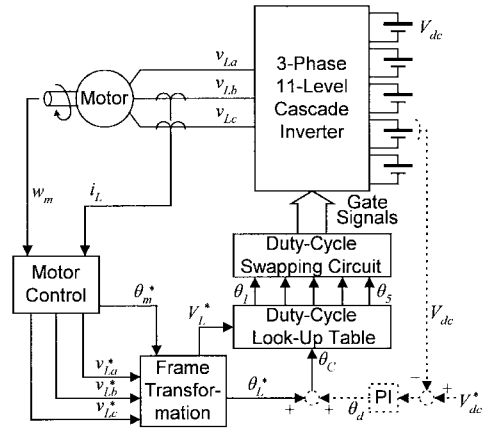 V_dc
v_La
v_Lb
v_Lc
Motor
3-Phase
11-Level
Cascade
Inverter
w_m
i_L
Gate
Signals
Motor
Control
Duty-Cycle
Swapping Circuit
θ_m*
V_L*
θ_1
θ_5
V_dc
Duty-Cycle
Look-Up Table
v_La*
v_Lb*
v_Lc*
Frame
Transfor-
mation
θ_C
θ_L*
+
+
θ_d
PI
−
+
V_dc*